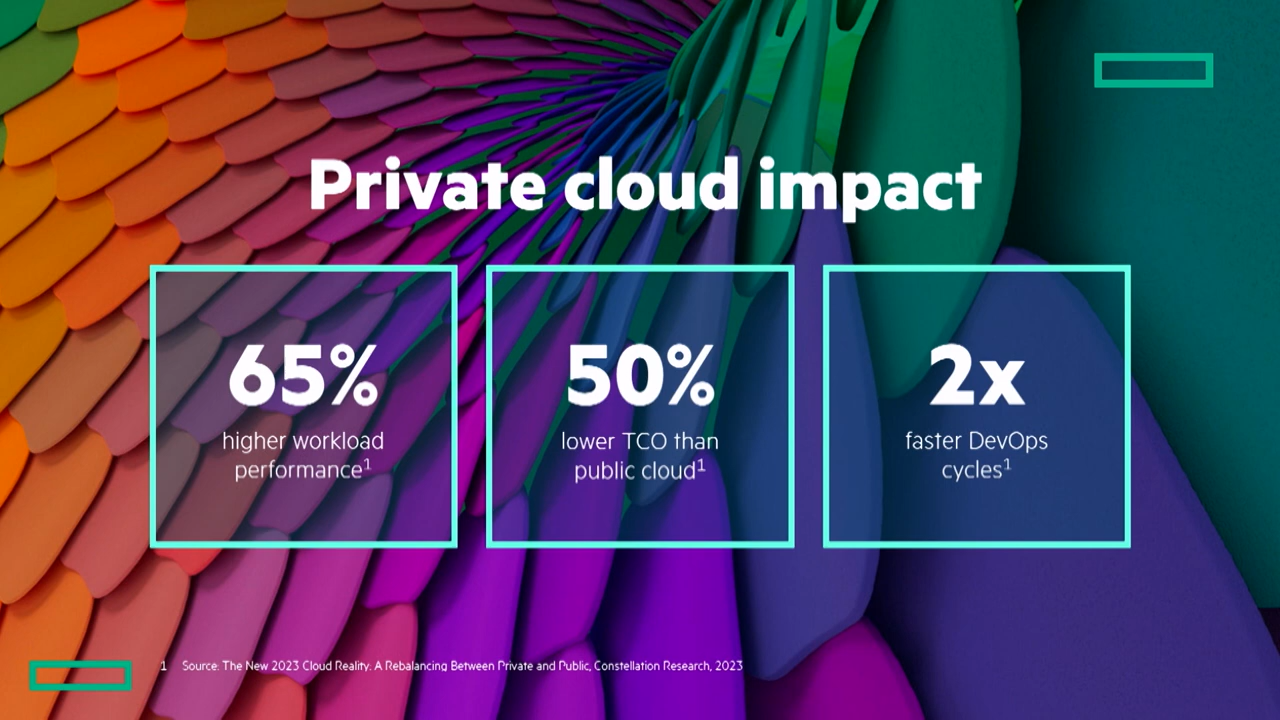 Private cloud impact
65%
higher workload
performance¹
50%
lower TCO than
public cloud¹
2x
faster DevOps
cycles¹
1 Source: The New 2023 Cloud Reality: A Rebalancing Between Private and Public, Constellation Research, 2023